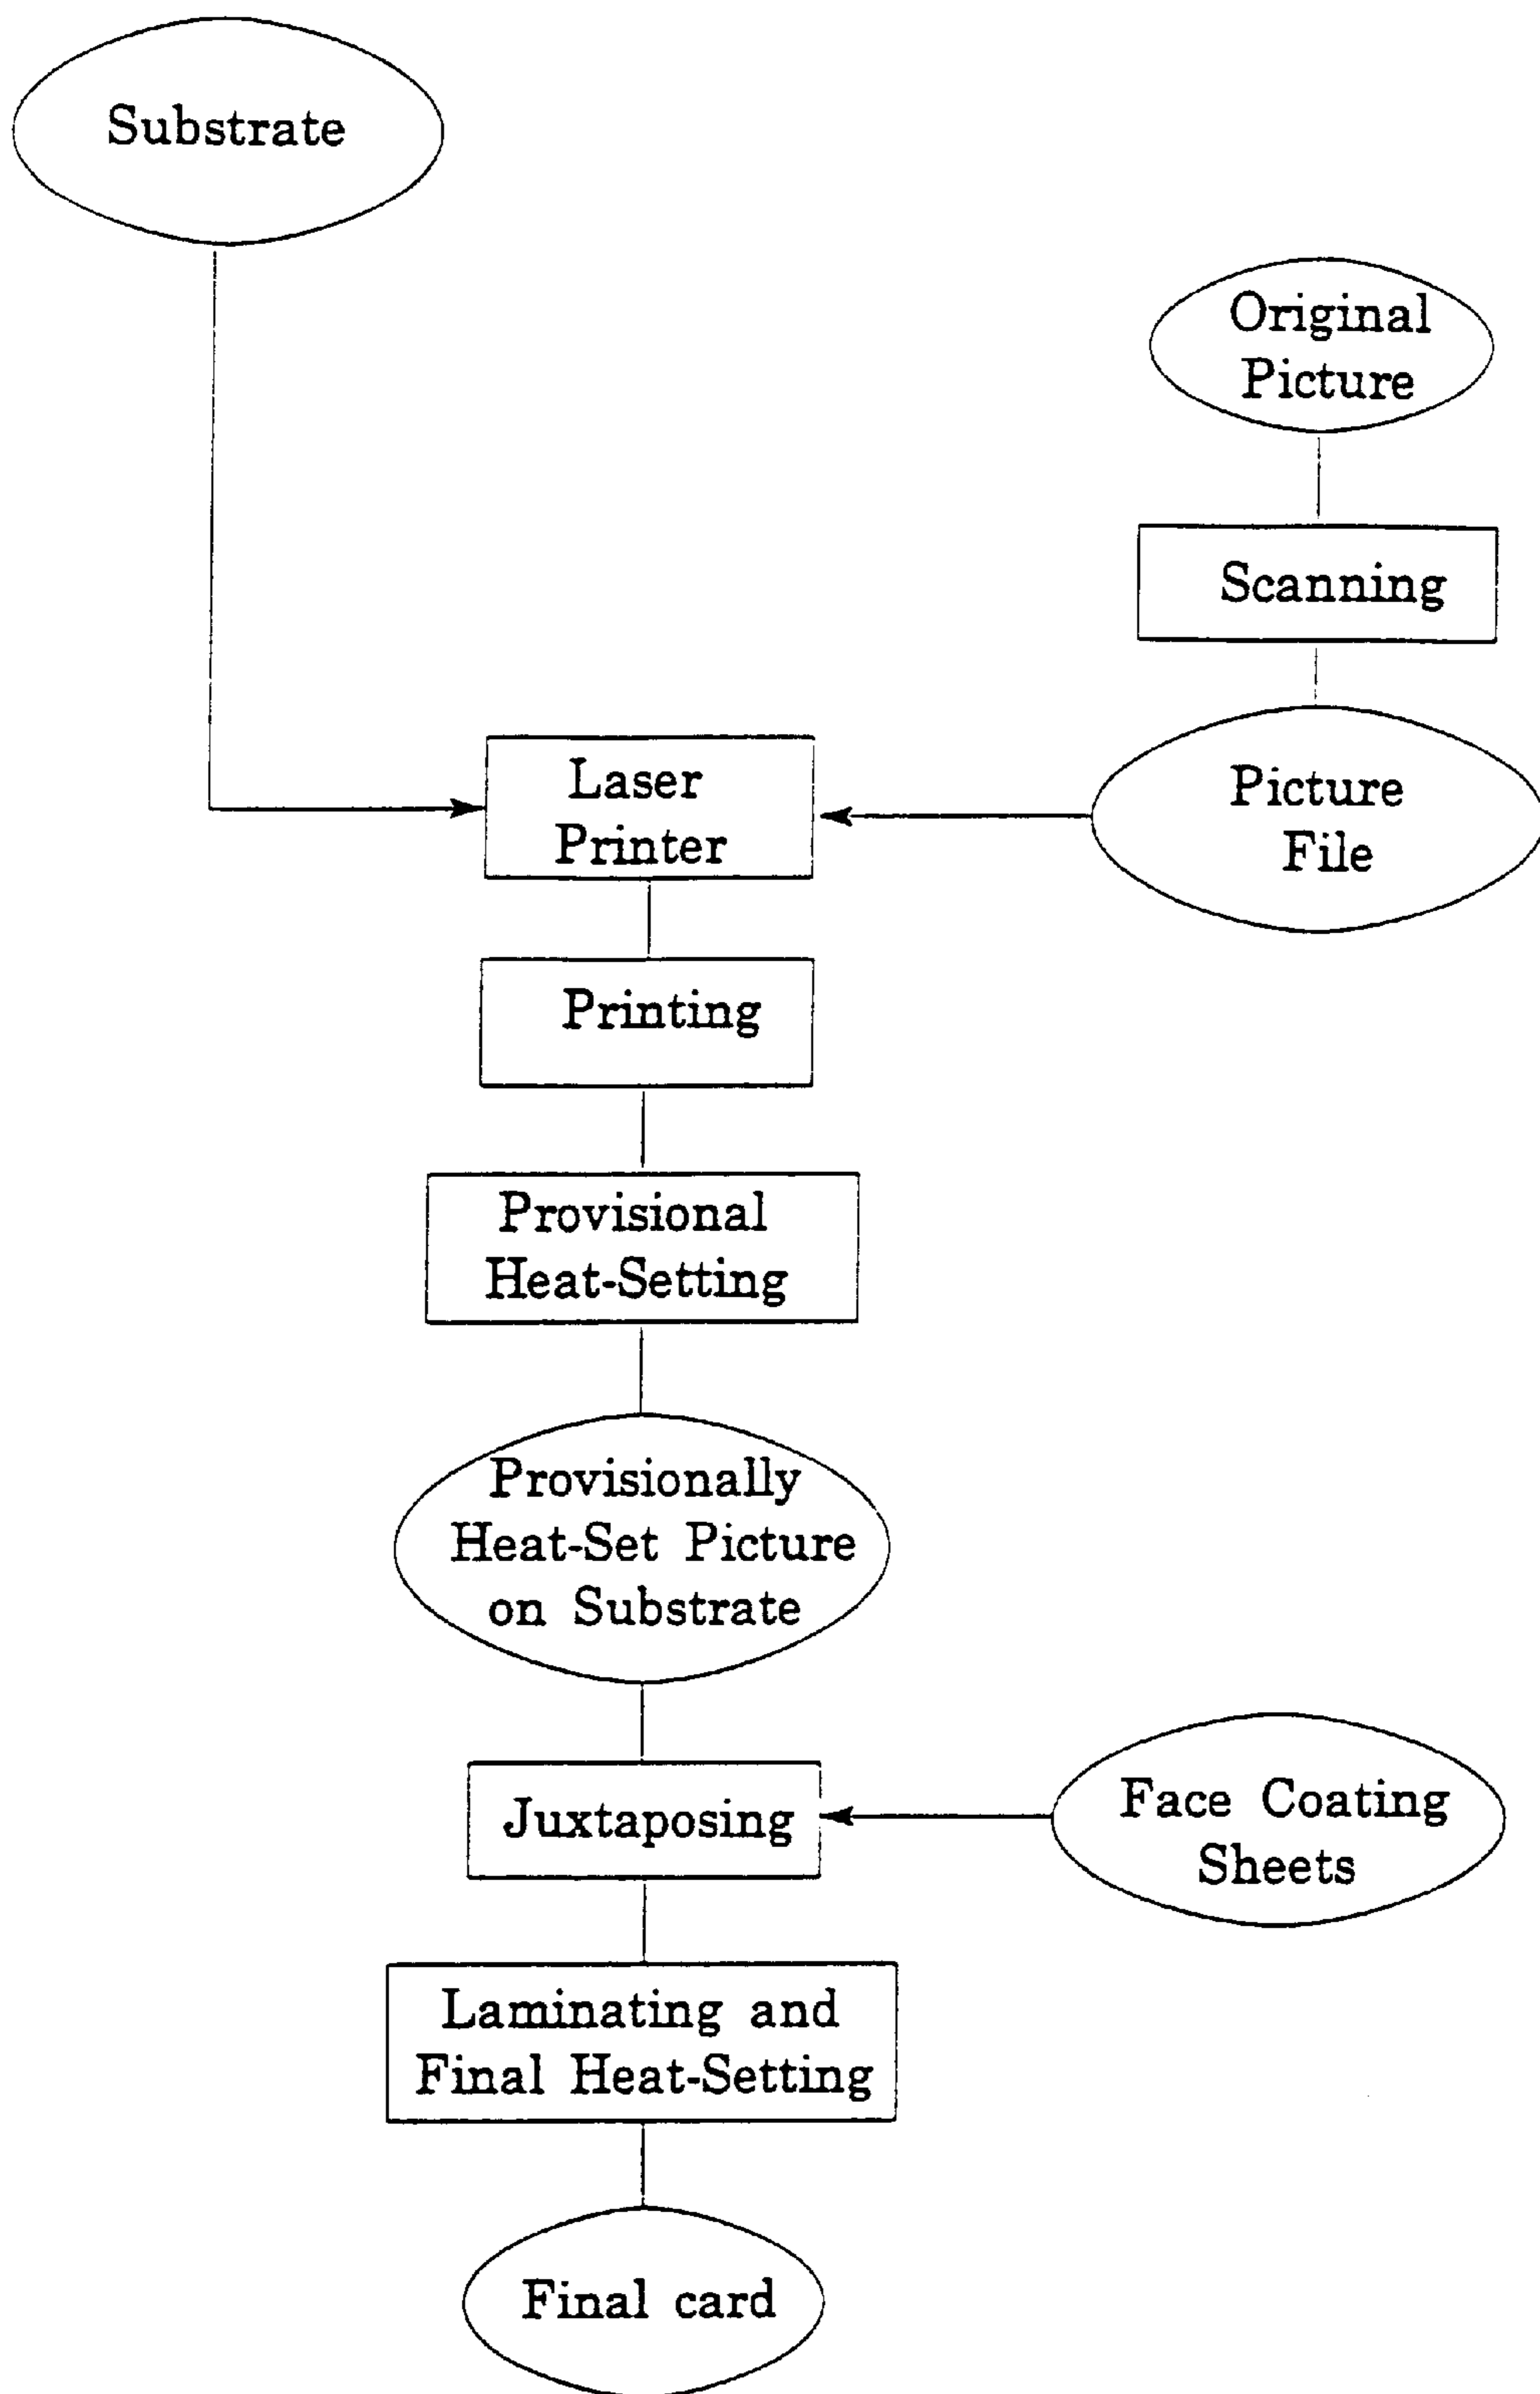 Substrate
Original
Picture
Scanning
Laser
Printer
Picture
File
Printing
Provisional
Heat-Setting
Provisionally
Heat-Set Picture
on Substrate
Juxtaposing
Face Coating
Sheets
Laminating and
Final Heat-Setting
Final card